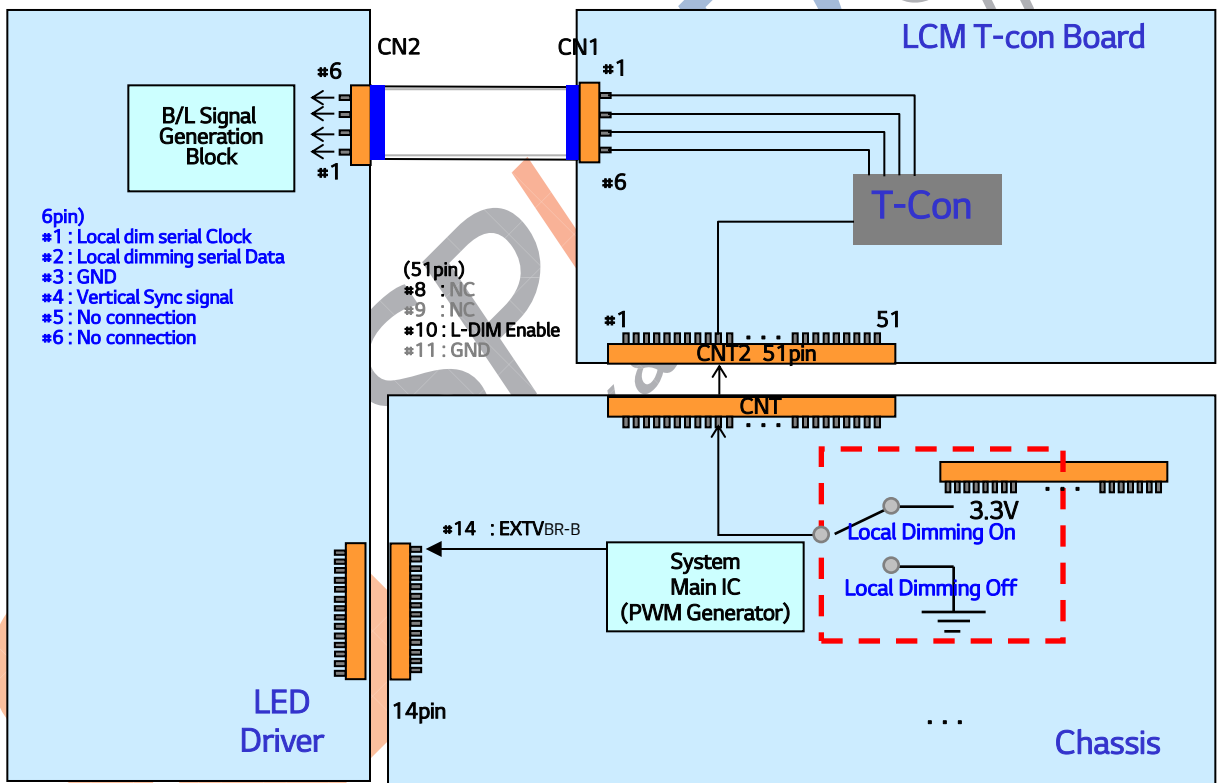 LCM T-con Board
CN2
CN1
#6
#1
B/L Signal
Generation
Block
#1
#6
T-Con
6pin)
#1 : Local dim serial Clock
#2 : Local dimming serial Data
#3 : GND
#4 : Vertical Sync signal
#5 : No connection
#6 : No connection
(51pin)
#8 : NC
#9 : NC
#10 : L-DIM Enable
#11 : GND
#1
. . .
51
CNT2 51pin
CNT
. . .
. . .
3.3V
Local Dimming On
Local Dimming Off
#14 : EXTVBR-B
System
Main IC
(PWM Generator)
LED
Driver
14pin
. . .
Chassis